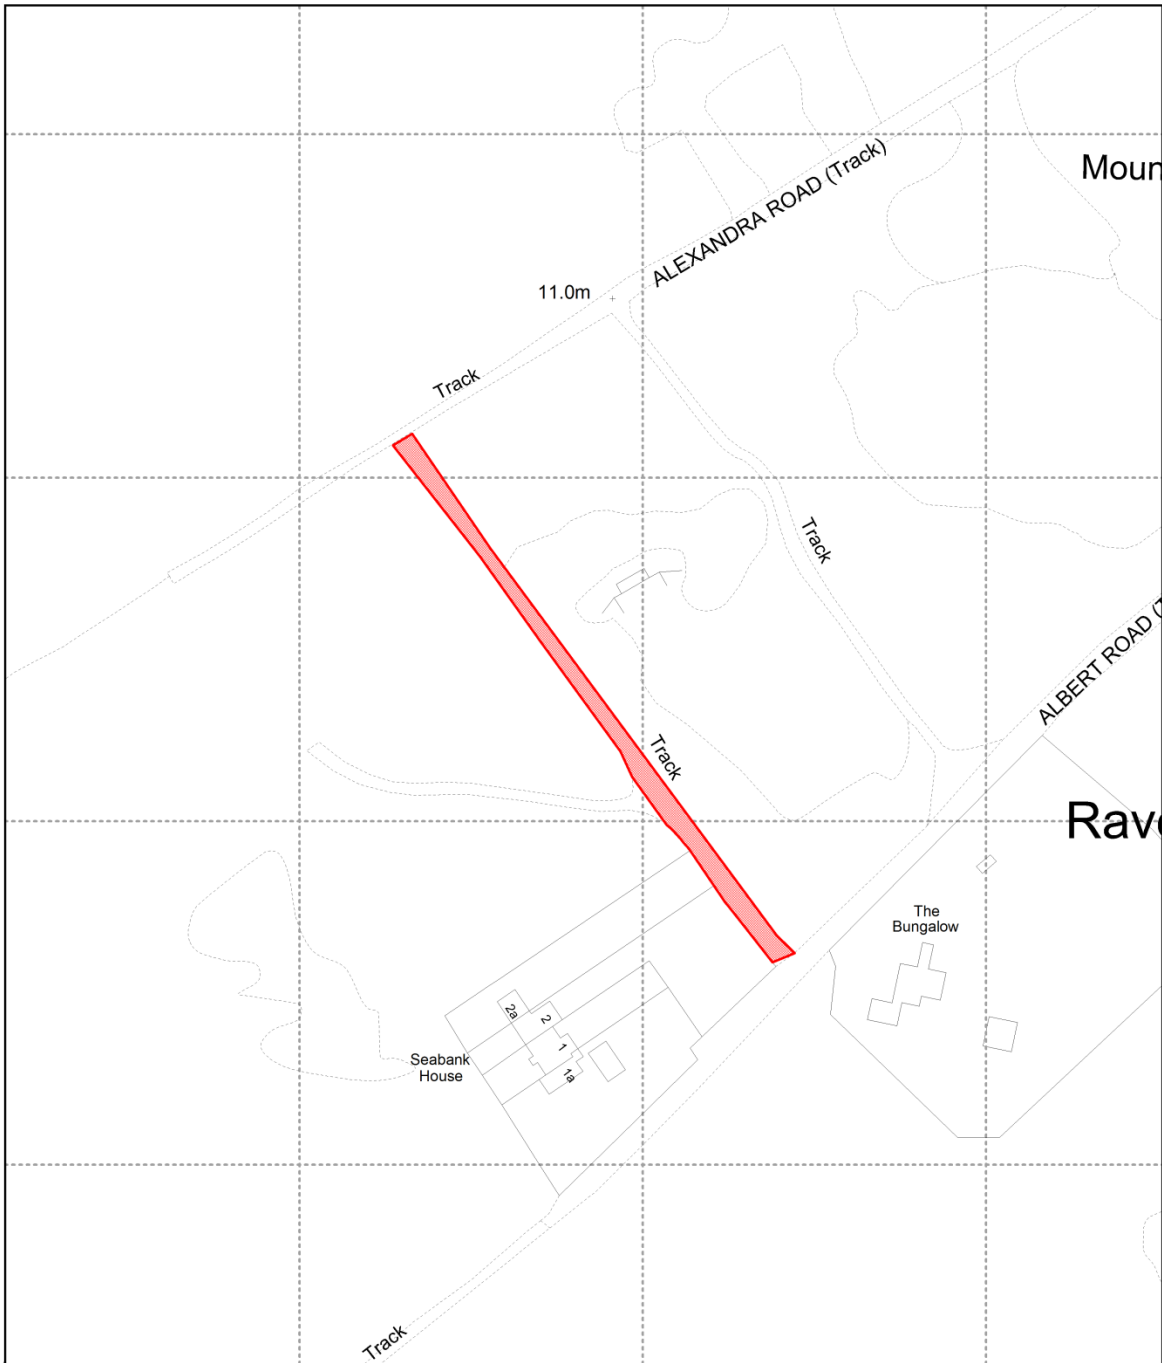 Moun
ALEXANDRA ROAD (Track)
11.0m
Track
Track
ALBERT ROAD (T
Track
Rave
The
Bungalow
2a
2
1
1a
Seabank
House
Track